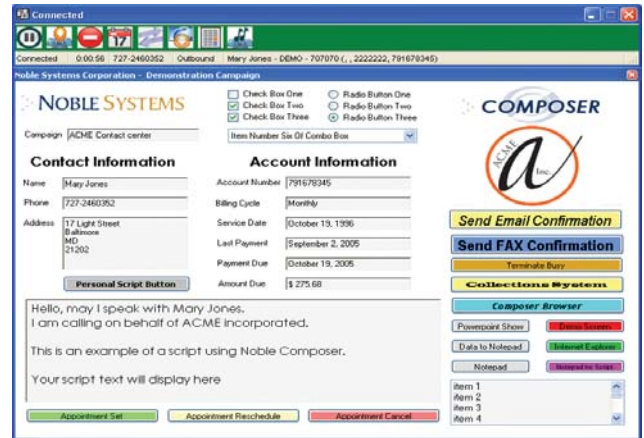 Connected
17
Connected 0:00:56 727-2460352 Outbound Mary Jones - DEMO - 707070 (, , 2222222, 791678345)
Noble Systems Corporation - Demonstration Campaign
NOBLE SYSTEMS
Check Box One
Check Box Two
Check Box Three
Radio Button One
Radio Button Two
Radio Button Three
COMPOSER
Campaign ACME Contact center
Item Number Six Of Combo Box
ACME
a
Inc.
Contact Information
Name Mary Jones
Phone 727-2460352
Address 17 Light Street
Baltimore
MD
21202
Personal Script Button
Account Information
Account Number 791678345
Billing Cycle Monthly
Service Date October 19, 1996
Last Payment September 2, 2005
Payment Due October 19, 2005
Amount Due $ 275.68
Send Email Confirmation
Send FAX Confirmation
Terminate Busy
Collections System
Composer Browser
Powerpoint Show
Demo Screen
Data to Notepad
Internet Explorer
Notepad
Notepad w/ Script
Hello, may I speak with Mary Jones.
I am calling on behalf of ACME incorporated.
This is an example of a script using Noble Composer.
Your script text will display here
item 1
item 2
item 3
item 4
Appointment Set
Appointment Reschedule
Appointment Cancel